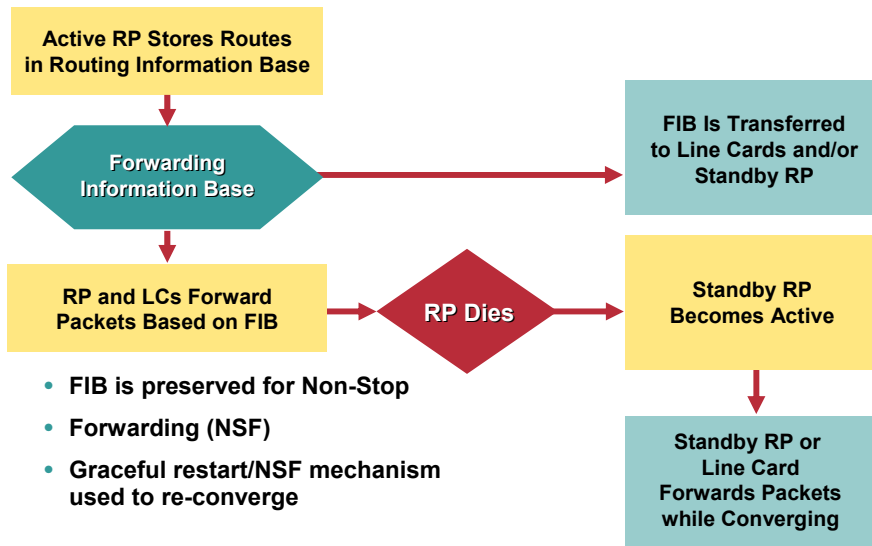 Active RP Stores Routes
in Routing Information Base
Forwarding
Information Base
FIB Is Transferred
to Line Cards and/or
Standby RP
RP and LCs Forward
Packets Based on FIB
RP Dies
Standby RP
Becomes Active
• FIB is preserved for Non-Stop
• Forwarding (NSF)
• Graceful restart/NSF mechanism
used to re-converge
Standby RP or
Line Card
Forwards Packets
while Converging